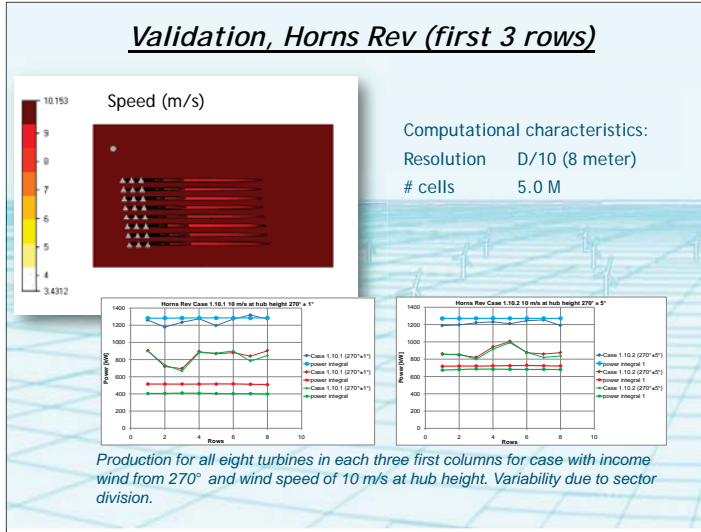 Validation, Horns Rev (first 3 rows)
Speed (m/s)
10.153
9
8
7
6
5
4
3.4312
Computational characteristics:
Resolution D/10 (8 meter)
# cells 5.0 M
Horns Rev Case 1.10.1 10 m/s at hub height 270° ± 1°
1400
1200
1000
800
600
400
200
0
Power [kW]
0 2 4 6 8 10
Rows
Case 1.10.1 (270°±1°)
power integral
Case 1.10.1 (270°±1°)
power integral
Case 1.10.1 (270°±1°)
power integral
Horns Rev Case 1.10.2 10 m/s at hub height 270° ± 5°
1400
1200
1000
800
600
400
200
0
Power [kW]
0 2 4 6 8 10
Rows
Case 1.10.2 (270°±5°)
power integral 1
Case 1.10.2 (270°±5°)
power integral 1
Case 1.10.2 (270°±5°)
power integral 1
Production for all eight turbines in each three first columns for case with income
wind from 270° and wind speed of 10 m/s at hub height. Variability due to sector
division.